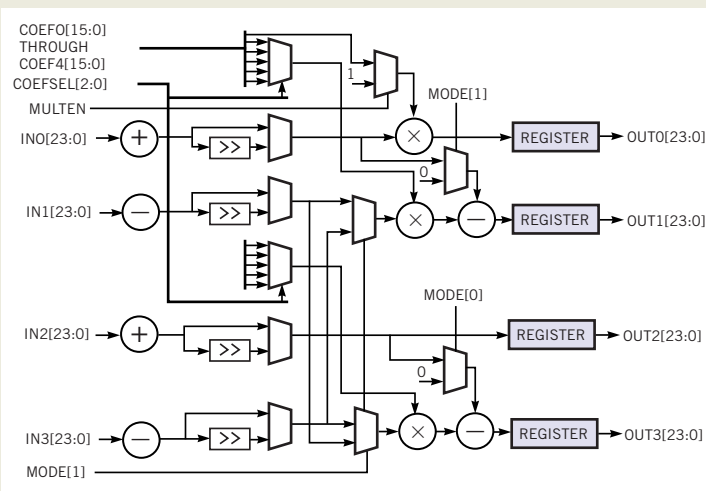 COEFO[15:0]
THROUGH
COEF4[15:0]
COEFSEL[2:0]
1
MULTEN
MODE[1]
INO[23:0]
+
>>
×
REGISTER
OUT0[23:0]
0
IN1[23:0]
−
>>
×
−
REGISTER
OUT1[23:0]
MODE[0]
IN2[23:0]
+
>>
REGISTER
OUT2[23:0]
0
IN3[23:0]
−
>>
×
−
REGISTER
OUT3[23:0]
MODE[1]